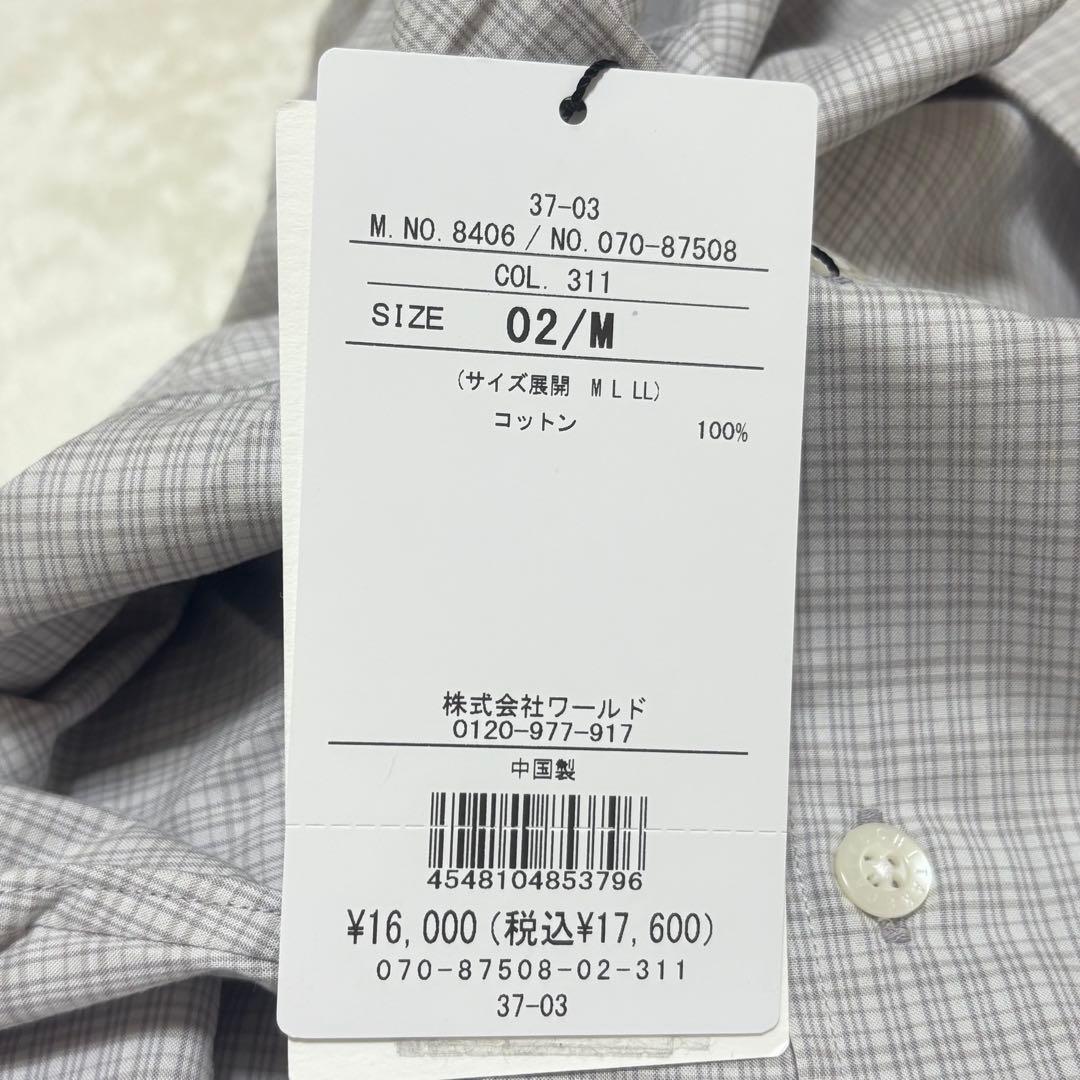 37-03
M.NO.8406 / NO.070-87508
COL. 311
SIZE 02/M
(サイズ展開 M L LL)
コットン 100%
株式会社ワールド
0120-977-917
中国製
4548104853796
¥16,000(税込¥17,600)
070-87508-02-311
37-03